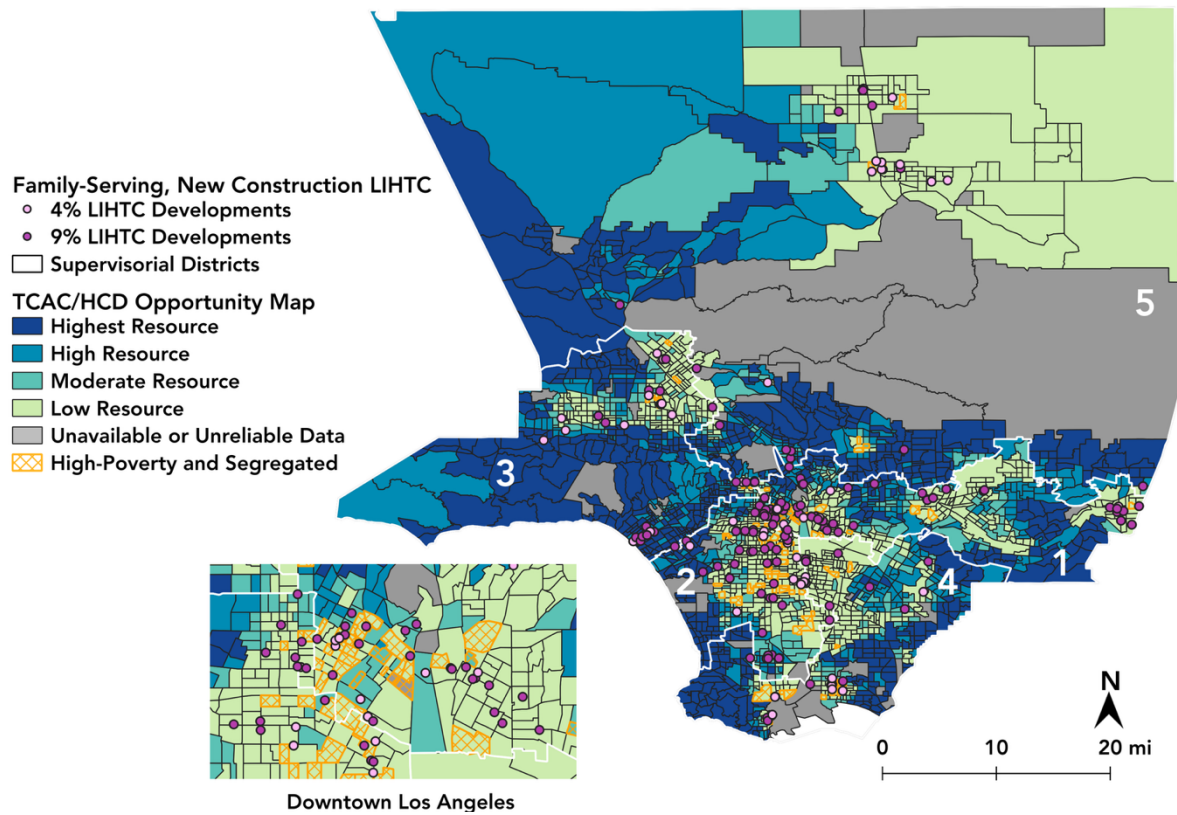 Family-Serving, New Construction LIHTC
4% LIHTC Developments
9% LIHTC Developments
Supervisorial Districts
TCAC/HCD Opportunity Map
Highest Resource
High Resource
Moderate Resource
Low Resource
Unavailable or Unreliable Data
High-Poverty and Segregated
5
3
1
2
4
N
0 10 20 mi
Downtown Los Angeles